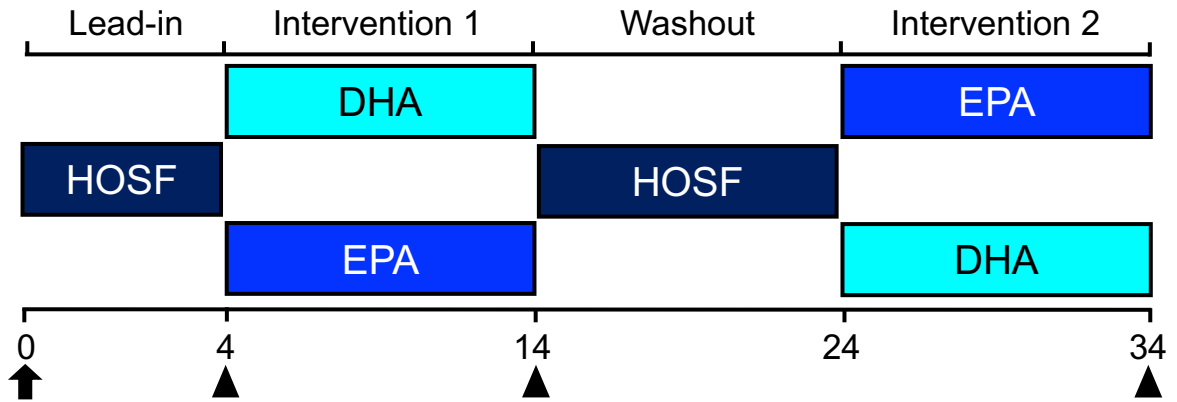 Lead-in Intervention 1 Washout Intervention 2
DHA EPA
HOSF HOSF
EPA DHA
0 4 14 24 34